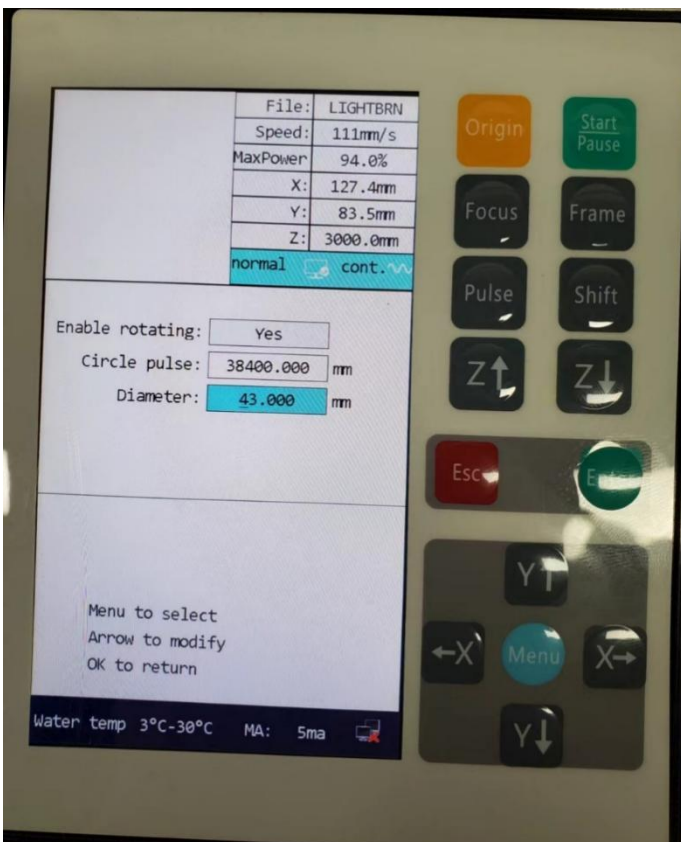 File: LIGHTBRN
Speed: 111mm/s
MaxPower 94.0%
X: 127.4mm
Y: 83.5mm
Z: 3000.0mm
normal cont.
Enable rotating: Yes
Circle pulse: 38400.000 mm
Diameter: 43.000 mm
Menu to select
Arrow to modify
OK to return
Water temp 3°C-30°C MA: 5ma
Origin
Start
Pause
Focus
Frame
Pulse
Shift
Z↑
Z↓
Esc
Enter
Y↑
←X
Menu
X→
Y↓